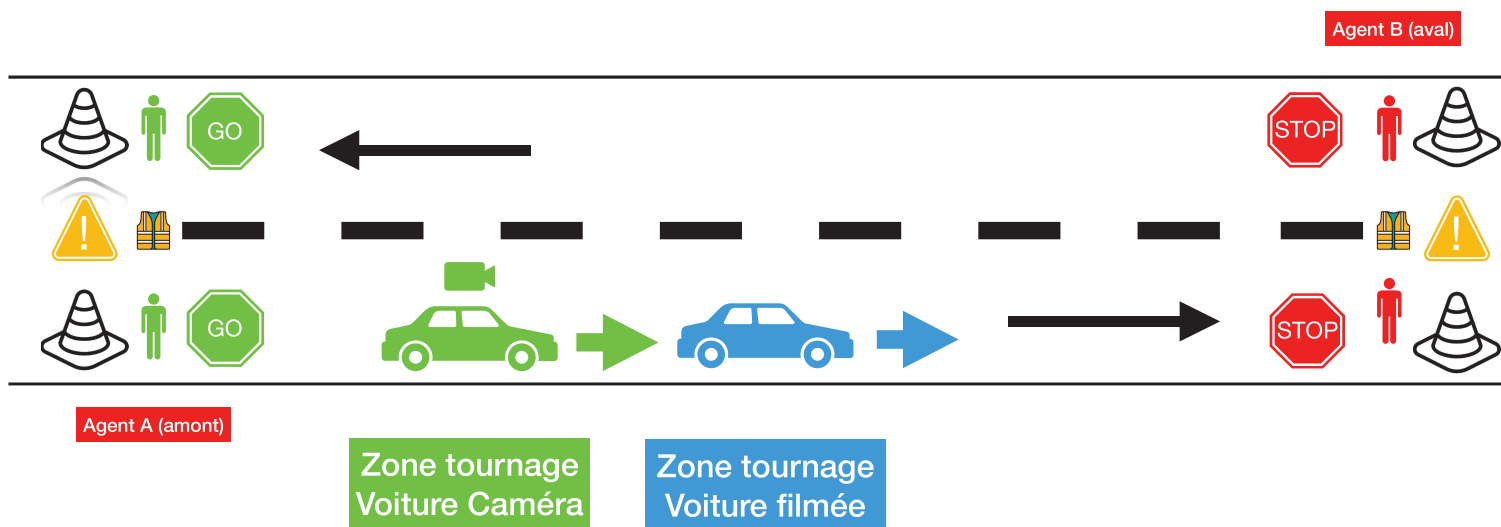 Agent B (aval)
GO
STOP
GO
STOP
Agent A (amont)
Zone tournage
Voiture Caméra
Zone tournage
Voiture filmée